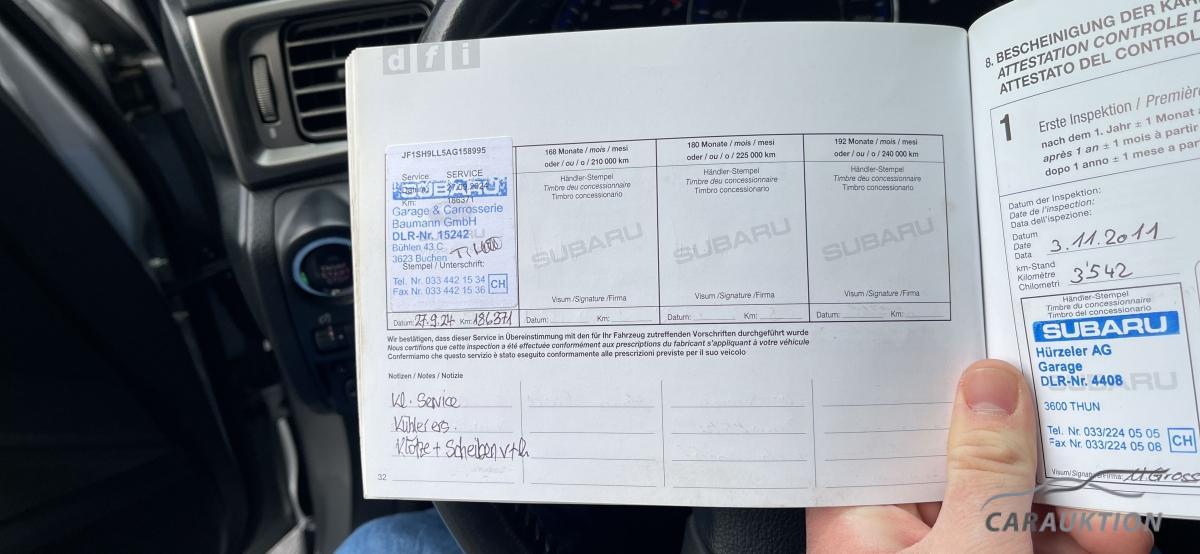 dfi
JF1SH9LL5AG158995
Service: SERVICE
27.09.2024
Km: 186371
SUBARU
Garage & Carrosserie
Baumann GmbH
DLR-Nr. 15242
Bühlen 43 C
3623 Buchen
Stempel / Unterschrift:
Tel. Nr. 033 442 15 34
Fax Nr. 033 442 15 36
CH
Datum: 27.9.24 Km: 186371
168 Monate / mois / mesi
oder / ou / o / 210 000 km
Händler-Stempel
Timbre deu concessionnaire
Timbro concessionario
SUBARU
Visum /Signature /Firma
Datum: Km:
180 Monate / mois / mesi
oder / ou / o / 225 000 km
Händler-Stempel
Timbre deu concessionnaire
Timbro concessionario
SUBARU
Visum /Signature /Firma
Datum: Km:
192 Monate / mois / mesi
oder / ou / o / 240 000 km
Händler-Stempel
Timbre deu concessionnaire
Timbro concessionario
SUBARU
Visum /Signature /Firma
Datum: Km:
Wir bestätigen, dass dieser Service in Übereinstimmung mit den für Ihr Fahrzeug zutreffenden Vorschriften durchgeführt wurde
Nous certifions que cette inspection a été effectuée conformément aux prescriptions du fabricant s'appliquant à votre véhicule
Confermiamo che questo servizio è stato eseguito conformamente alle prescrizioni previste per il suo veicolo
Notizen / Notes / Notizie
Kl. Service
Kühler ers.
Klötze + Scheiben v+h
32
8. BESCHEINIGUNG DER
ATTESTATION CONTROLE
ATTESTATO DEL CONTROL
1
Erste Inspektion / Première
nach dem 1. Jahr ± 1 Monat
après 1 an ± 1 mois à partir
dopo 1 anno ± 1 mese a par
Datum der Inspektion:
Date de l'inspection:
Data dell'ispezione:
Datum
Date
Data
3.11.2011
km-Stand
Kilomètre
Chilometri
3'542
Händler-Stempel
Timbre du concessionnaire
Timbro del concessionario
SUBARU
Hürzeler AG
Garage
DLR-Nr. 4408
3600 THUN
Tel. Nr. 033/224 05 05
Fax Nr. 033/224 05 08
CH
CARAUKTION